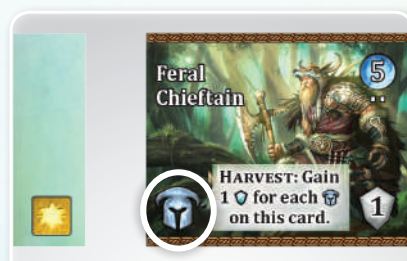 Feral
Chieftain
5
HARVEST: Gain
1 for each
on this card.
1